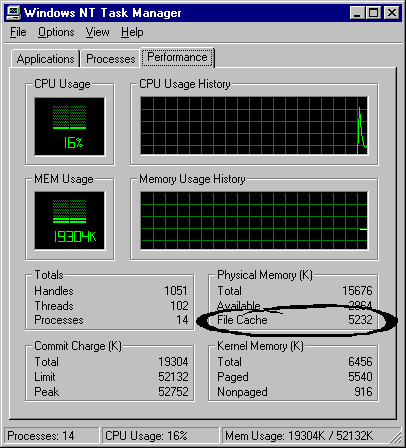 Windows NT Task Manager
File Options View Help
Applications Processes Performance
CPU Usage
16%
CPU Usage History
MEM Usage
19304K
Memory Usage History
Totals
Handles 1051
Threads 102
Processes 14
Physical Memory (K)
Total 15676
Available 2864
File Cache 5232
Commit Charge (K)
Total 19304
Limit 52132
Peak 52752
Kernel Memory (K)
Total 6456
Paged 5540
Nonpaged 916
Processes: 14 CPU Usage: 16% Mem Usage: 19304K / 52132K